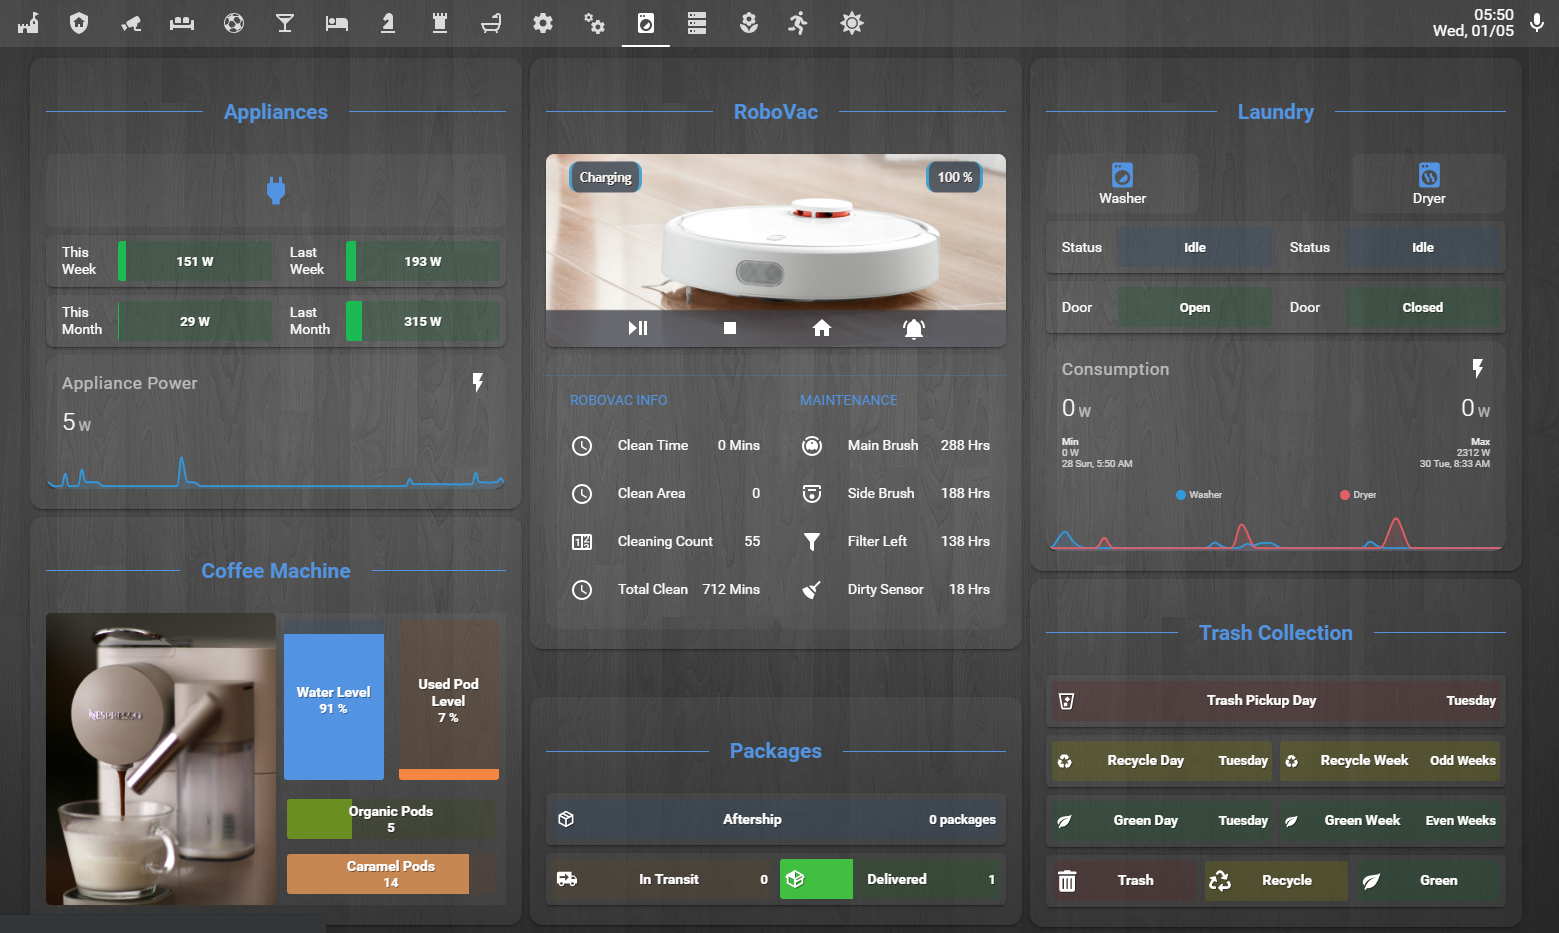 05:50
Wed, 01/05
Appliances
This
Week
151 W
Last
Week
193 W
This
Month
29 W
Last
Month
315 W
Appliance Power
5 W
Coffee Machine
NESPRESSO
Water Level
91 %
Used Pod
Level
7 %
Organic Pods
5
Caramel Pods
14
RoboVac
Charging
100 %
ROBOVAC INFO
Clean Time 0 Mins
Clean Area 0
Cleaning Count 55
Total Clean 712 Mins
MAINTENANCE
Main Brush 288 Hrs
Side Brush 188 Hrs
Filter Left 138 Hrs
Dirty Sensor 18 Hrs
Packages
Aftership 0 packages
In Transit 0
Delivered 1
Laundry
Washer
Dryer
Status Idle
Status Idle
Door Open
Door Closed
Consumption
0 W
0 W
Min
0 W
28 Sun, 5:50 AM
Max
2312 W
30 Tue, 8:33 AM
Washer
Dryer
Trash Collection
Trash Pickup Day Tuesday
Recycle Day Tuesday
Recycle Week Odd Weeks
Green Day Tuesday
Green Week Even Weeks
Trash
Recycle
Green